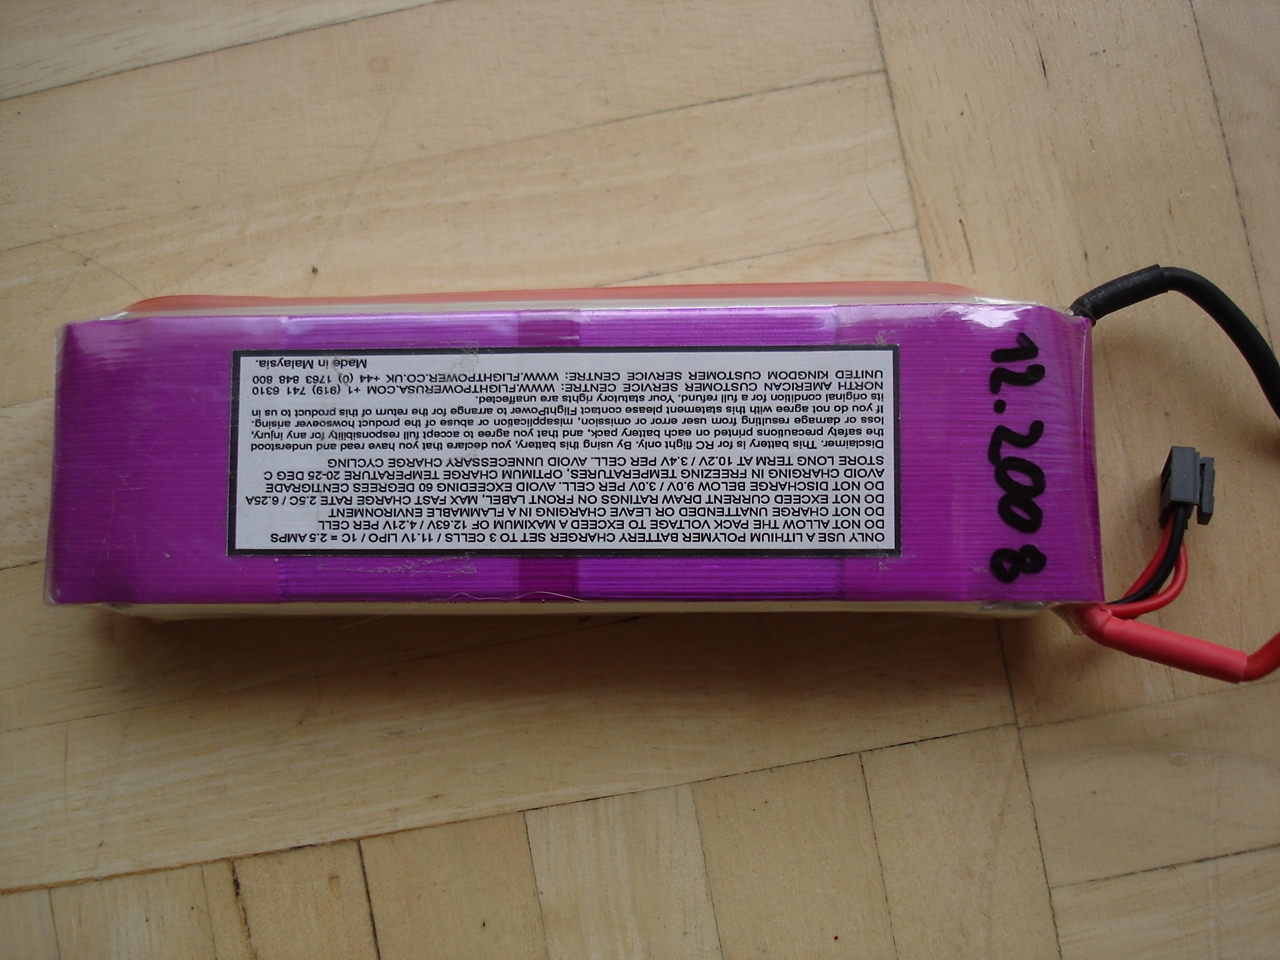 ONLY USE A LITHIUM POLYMER BATTERY CHARGER SET TO 3 CELLS / 11.1V LIPO / 1C = 2.5 AMPS
DO NOT ALLOW THE PACK VOLTAGE TO EXCEED A MAXIMUM OF 12.63V /4.21V PER CELL
DO NOT CHARGE OR LEAVE CHARGING IN A FLAMMABLE ENVIRONMENT
DO NOT EXCEED CURRENT DRAW RATINGS ON FRONT LABEL, MAX FAST CHARGE RATE 2.5C / 6.25A
DO NOT DISCHARGE BELOW 9.0V / 3.0V PER CELL. AVOID EXCEEDING 60 DEGREES CENTIGRADE
AVOID CHARGING IN FREEZING TEMPERATURES, OPTIMUM CHARGE TEMPERATURE 20-25 DEG C
STORE LONG TERM AT 10.2V / 3.4V PER CELL. AVOID UNNECESSARY CHARGE CYCLING
Disclaimer. This battery is for RC flight only. By using this battery, you declare that you have read and understood
the safety precautions printed on each battery pack, and that you agree to accept full responsibility for any injury,
loss or damage resulting from user error or omission, misapplication or abuse of the product howsoever arising.
If you do not agree with this statement please contact FlightPower to arrange for the return of this product to us in
its original condition for a full refund. Your statutory rights are unaffected.
NORTH AMERICAN CUSTOMER SERVICE CENTRE: WWW.FLIGHTPOWERUSA.COM +1 (919) 741 6310
UNITED KINGDOM CUSTOMER SERVICE CENTRE: WWW.FLIGHTPOWER.CO.UK +44 (0) 1763 848 800
Made in Malaysia.
12.2008